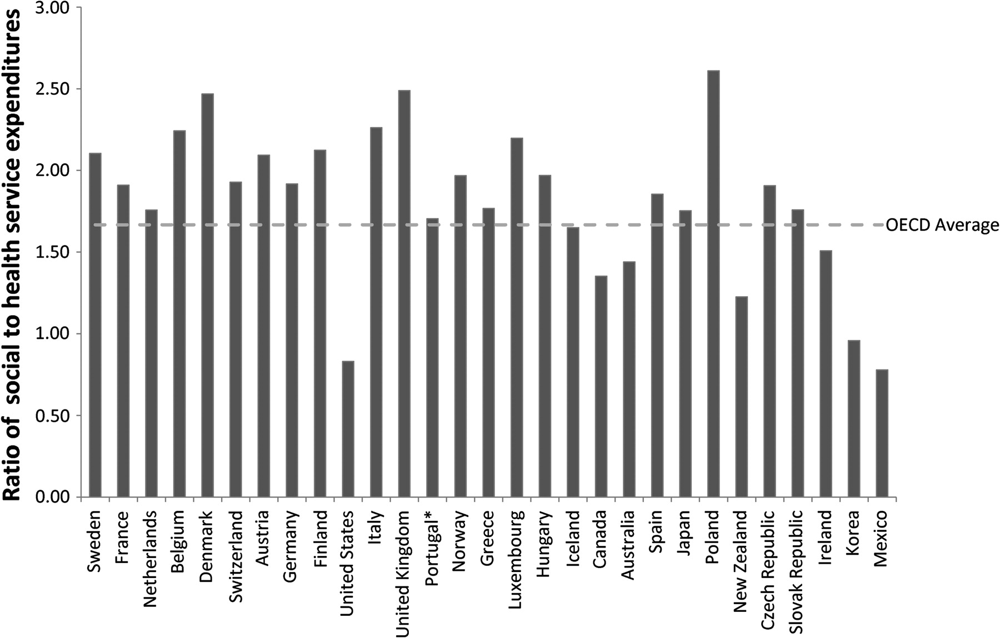 Ratio of social to health service expenditures
3.00
2.50
2.00
1.50
1.00
0.50
0.00
OECD Average
Sweden
France
Netherlands
Belgium
Denmark
Switzerland
Austria
Germany
Finland
United States
Italy
United Kingdom
Portugal*
Norway
Greece
Luxembourg
Hungary
Iceland
Canada
Australia
Spain
Japan
Poland
New Zealand
Czech Republic
Slovak Republic
Ireland
Korea
Mexico